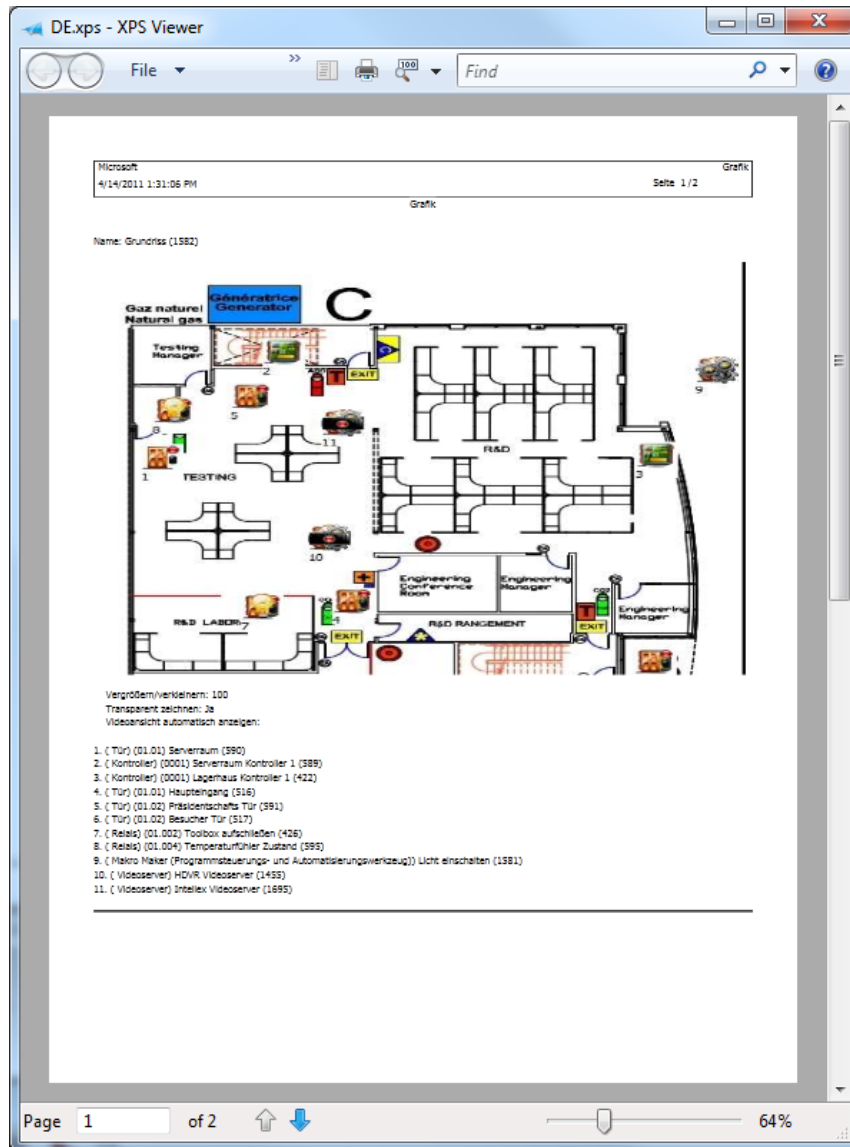 DE.xps - XPS Viewer
File
»
100
Find
Microsoft Grafik
4/14/2011 1:31:06 PM Seite 1/2
Grafik
Name: Grundriss (1582)
Génératrice
Generator
C
Gaz naturel
Natural gas
Testing
Manager
2
T
EXIT
9
8
5
11
R&D
3
1
TESTING
10
Engineering
Conference
Room
Engineering
Manager
CO2
T
Engineering
Manager
4
R&D LABOR
7
R&D RANGEMENT
EXIT
EXIT
Vergrößern/verkleinern: 100
Transparent zeichnen: Ja
Videoansicht automatisch anzeigen:
1. ( Tür) (01.01) Serverraum (590)
2. ( Kontroller) (0001) Serverraum Kontroller 1 (589)
3. ( Kontroller) (0001) Lagerhaus Kontroller 1 (422)
4. ( Tür) (01.01) Haupteingang (516)
5. ( Tür) (01.02) Präsidentschafts Tür (591)
6. ( Tür) (01.02) Besucher Tür (517)
7. ( Relais) (01.002) Toolbox aufschließen (426)
8. ( Relais) (01.004) Temperaturfühler Zustand (595)
9. ( Makro Maker (Programmsteuerungs- und Automatisierungswerkzeug)) Licht einschalten (1581)
10. ( Videoserver) HDVR Videoserver (1455)
11. ( Videoserver) Intellex Videoserver (1695)
Page 1 of 2 64%